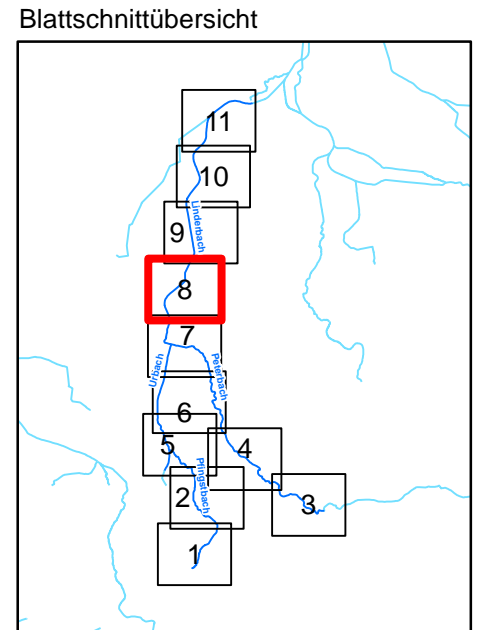 Blattschnittübersicht
11
10
Linderbach
9
8
7
Urbach
Peterbach
6
5
4
Pfingstbach
2
3
1